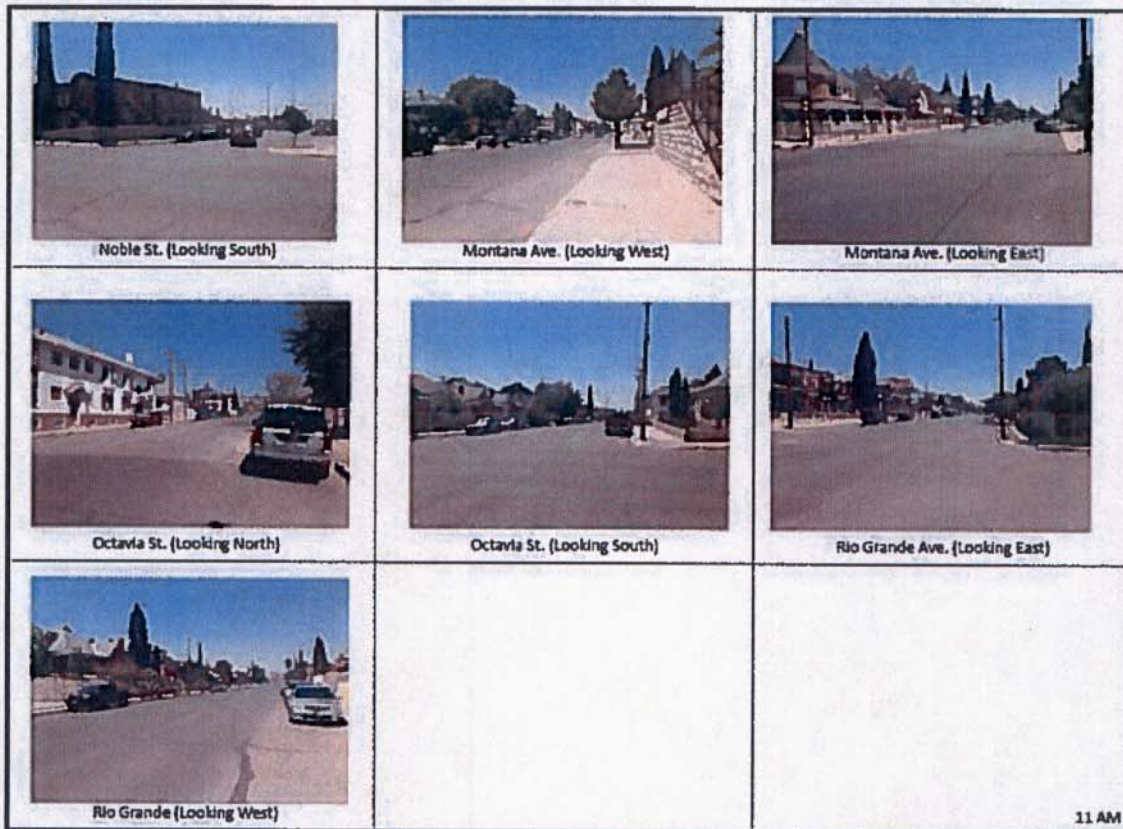 Noble St. (Looking South)
Montana Ave. (Looking West)
Montana Ave. (Looking East)
Octavia St. (Looking North)
Octavia St. (Looking South)
Rio Grande Ave. (Looking East)
Rio Grande (Looking West)
11 AM